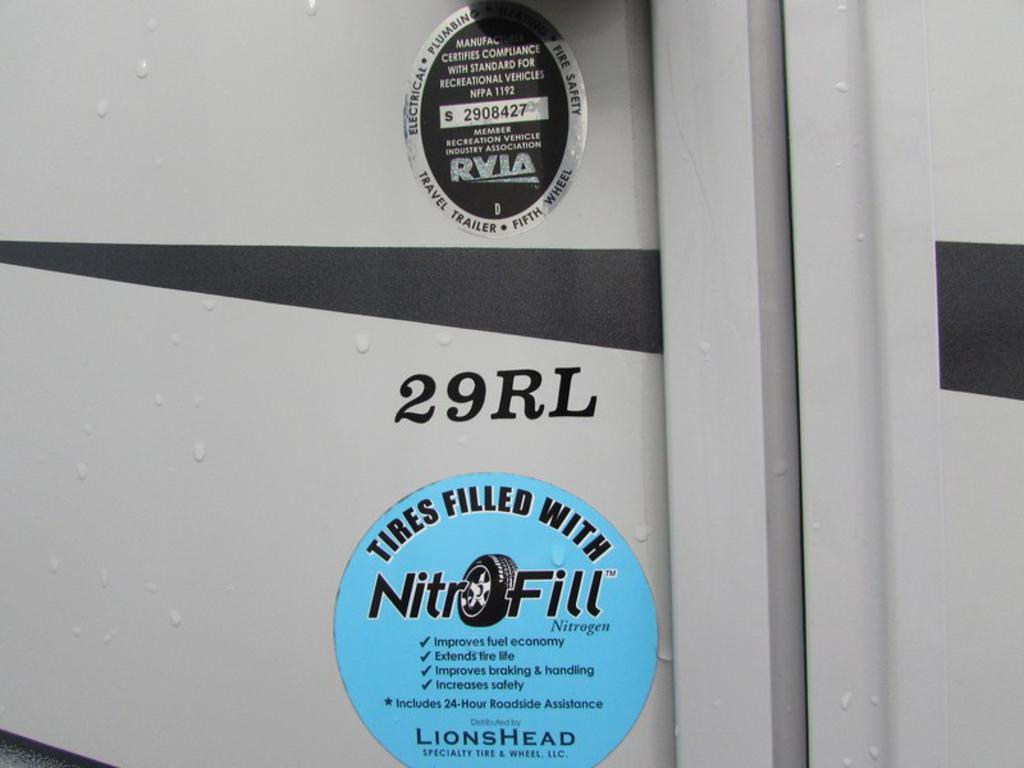 ELECTRICAL • PLUMBING • HEATING • FIRE SAFETY
MANUFACTURER
CERTIFIES COMPLIANCE
WITH STANDARD FOR
RECREATIONAL VEHICLES
NFPA 1192
S 2908427
MEMBER
RECREATION VEHICLE
INDUSTRY ASSOCIATION
RVIA
D
TRAVEL TRAILER • FIFTH WHEEL
29RL
TIRES FILLED WITH
NitroFill™
Nitrogen
✓ Improves fuel economy
✓ Extends tire life
✓ Improves braking & handling
✓ Increases safety
* Includes 24-Hour Roadside Assistance
Distributed by
LIONSHEAD
SPECIALTY TIRE & WHEEL, LLC.